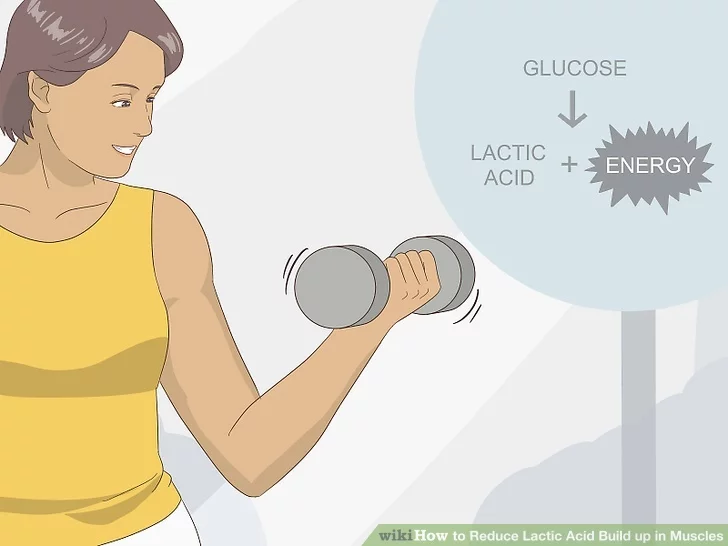 GLUCOSE
↓
LACTIC
ACID
+
ENERGY
wikiHow to Reduce Lactic Acid Build up in Muscles